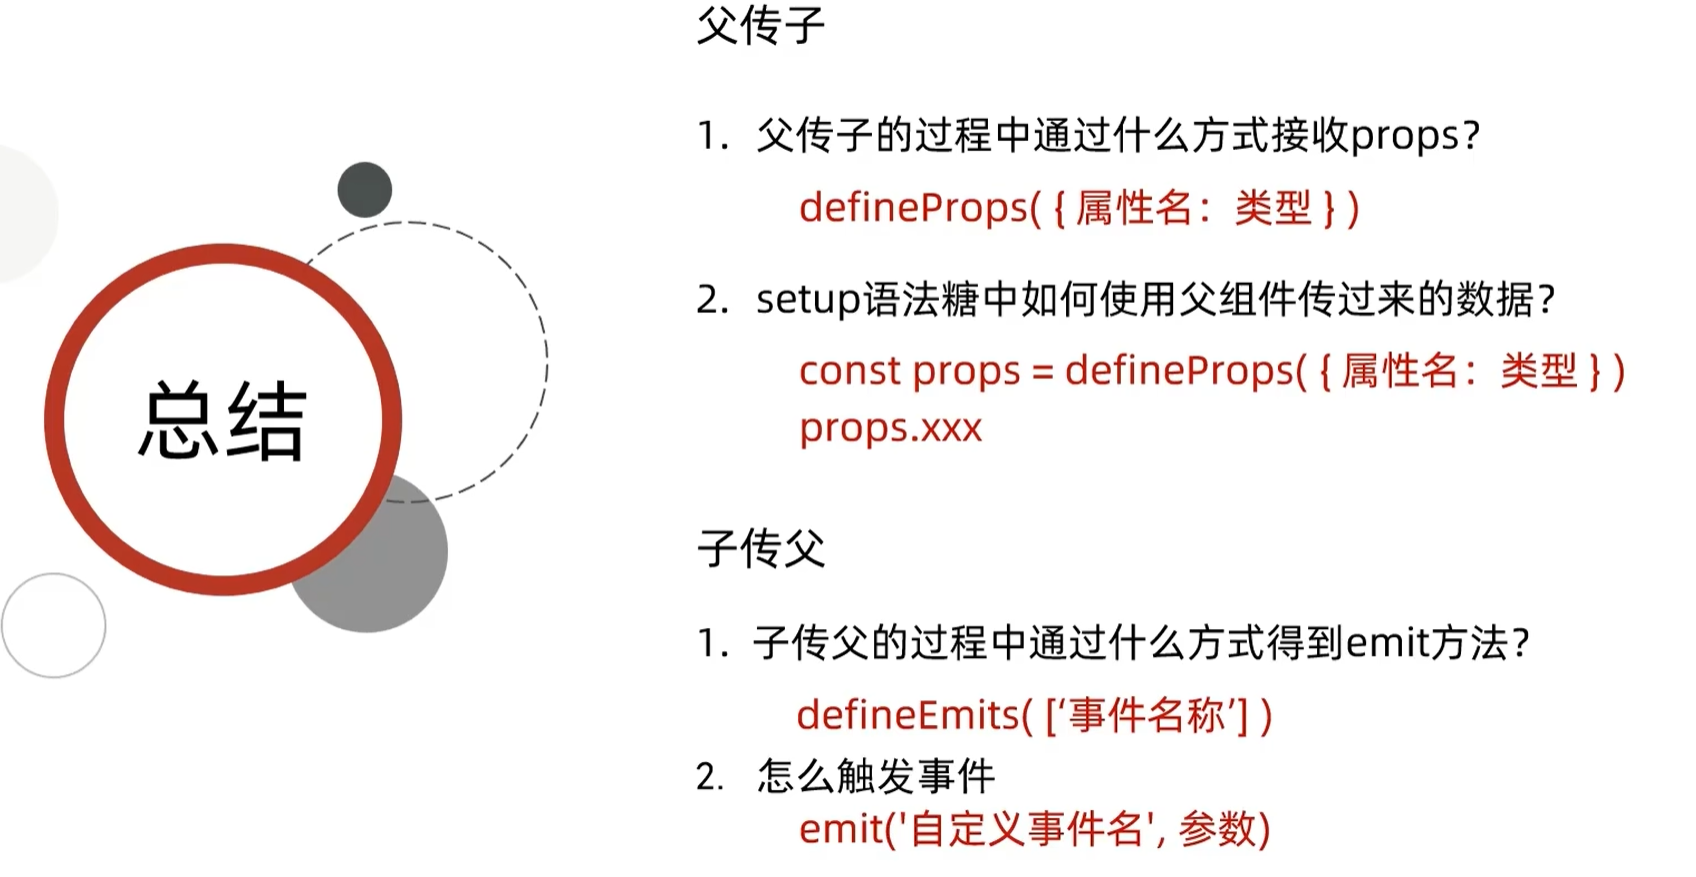 总结
父传子
1. 父传子的过程中通过什么方式接收props？
defineProps( { 属性名：类型 } )
2. setup语法糖中如何使用父组件传过来的数据？
const props = defineProps( { 属性名：类型 } )
props.xxx
子传父
1. 子传父的过程中通过什么方式得到emit方法？
defineEmits( [‘事件名称’] )
2. 怎么触发事件
emit('自定义事件名', 参数)